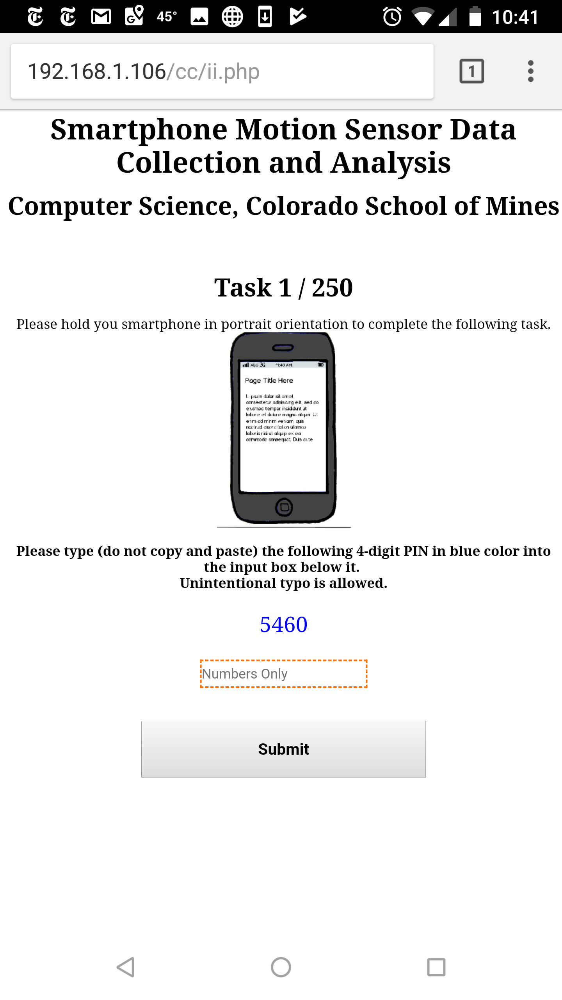 45° 10:41
192.168.1.106/cc/ii.php 1
Smartphone Motion Sensor Data
Collection and Analysis
Computer Science, Colorado School of Mines
Task 1 / 250
Please hold you smartphone in portrait orientation to complete the following task.
ABC 3G 11:43 AM
Page Title Here
psum dolor sit amet,
consectetur adipisicing elit, sed do
eiusmod tempor incididunt ut
labore et dolore magna aliqua. Ut
enim ad minim veniam, quis
nostrud exercitation ullamco
laboris nisi ut aliquip ex ea
commodo consequat. Duis aute
Please type (do not copy and paste) the following 4-digit PIN in blue color into
the input box below it.
Unintentional typo is allowed.
5460
Numbers Only
Submit